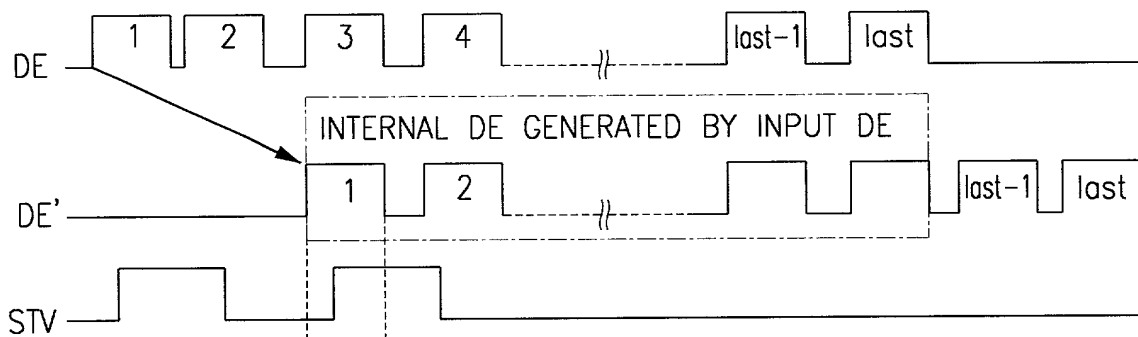 DE 1 2 3 4 last-1 last
INTERNAL DE GENERATED BY INPUT DE
DE' 1 2 last-1 last
STV